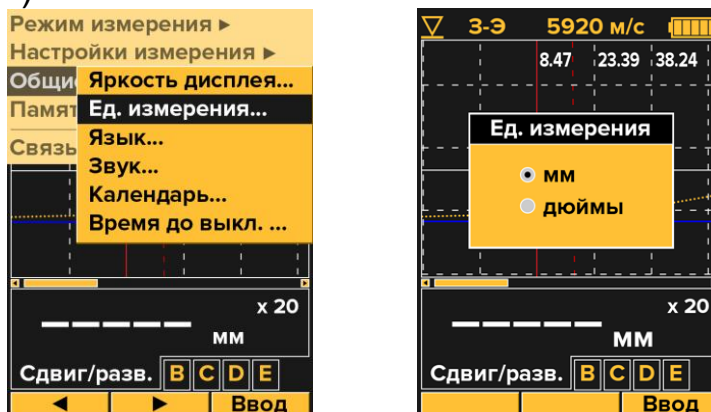 Режим измерения ►
Настройки измерения ►
Общи
Яркость дисплея...
Памят
Ед. измерения...
Связь
Язык...
Звук...
Календарь...
Время до выкл. ...
x 20
мм
Сдвиг/разв. B C D E
◄ ► Ввод
З-Э 5920 м/с
8.47 23.39 38.24
Ед. измерения
мм
дюймы
x 20
мм
Сдвиг/разв. B C D E
Ввод